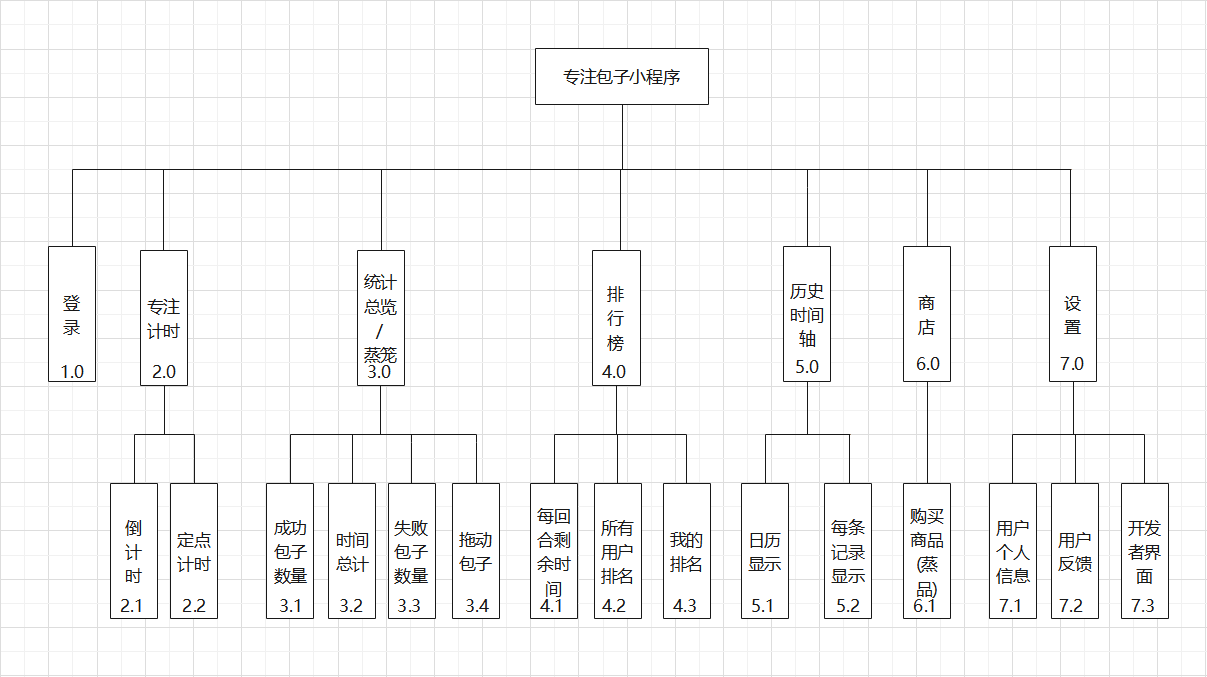 专注包子小程序
登
录
1.0
专注
计时
2.0
统计
总览
/
蒸笼
3.0
排
行
榜
4.0
历史
时间
轴
5.0
商
店
6.0
设
置
7.0
倒
计
时
2.1
定点
计时
2.2
成功
包子
数量
3.1
时间
总计
3.2
失败
包子
数量
3.3
拖动
包子
3.4
每回
合剩
余时
间
4.1
所有
用户
排名
4.2
我的
排名
4.3
日历
显示
5.1
每条
记录
显示
5.2
购买
商品
(蒸
品)
6.1
用户
个人
信息
7.1
用户
反馈
7.2
开发
者界
面
7.3